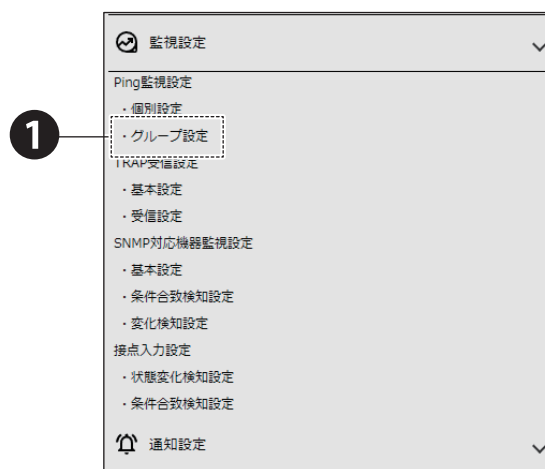 監視設定
Ping監視設定
・個別設定
1
・グループ設定
TRAP受信設定
・基本設定
・受信設定
SNMP対応機器監視設定
・基本設定
・条件合致検知設定
・変化検知設定
接点入力設定
・状態変化検知設定
・条件合致検知設定
通知設定